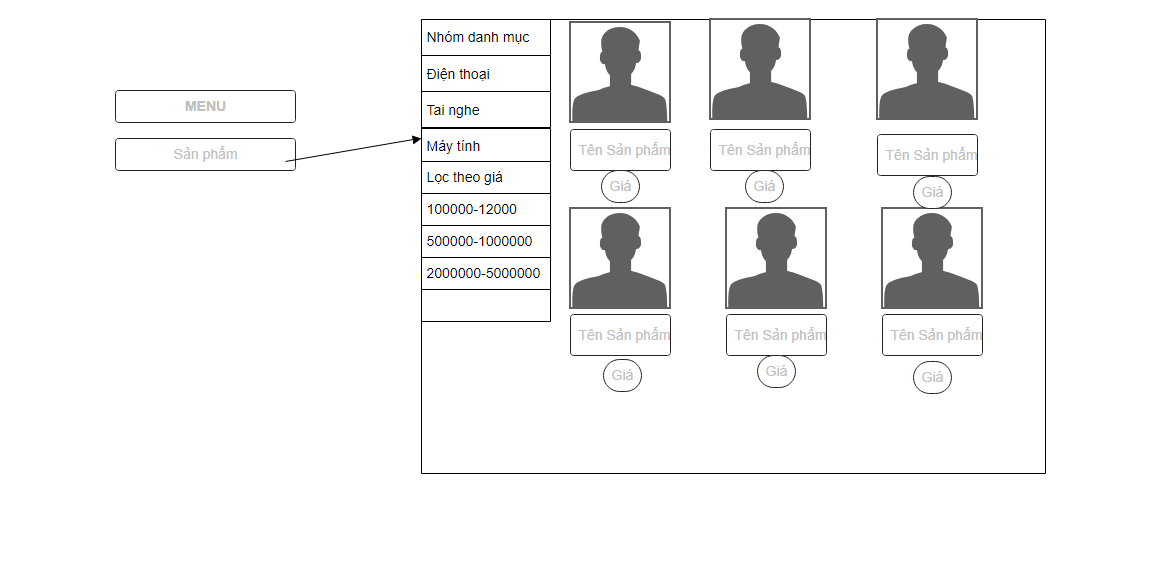 MENU
Sản phẩm
Nhóm danh mục
Điện thoại
Tai nghe
Máy tính
Lọc theo giá
100000-12000
500000-1000000
2000000-5000000
Tên Sản phẩm
Tên Sản phẩm
Tên Sản phẩm
Giá
Giá
Giá
Tên Sản phẩm
Tên Sản phẩm
Tên Sản phẩm
Giá
Giá
Giá